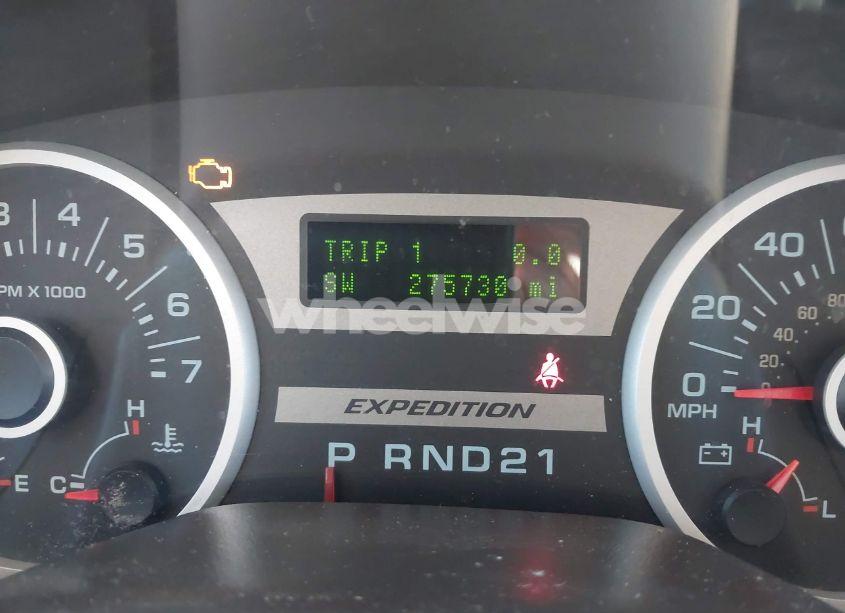 3 4 5 6 7
PM X 1000
H
C
E
TRIP 1 0.0
SW 275730 mi
wheelwise
EXPEDITION
P RND21
40
20
0
MPH
80
40
20
0
H
L